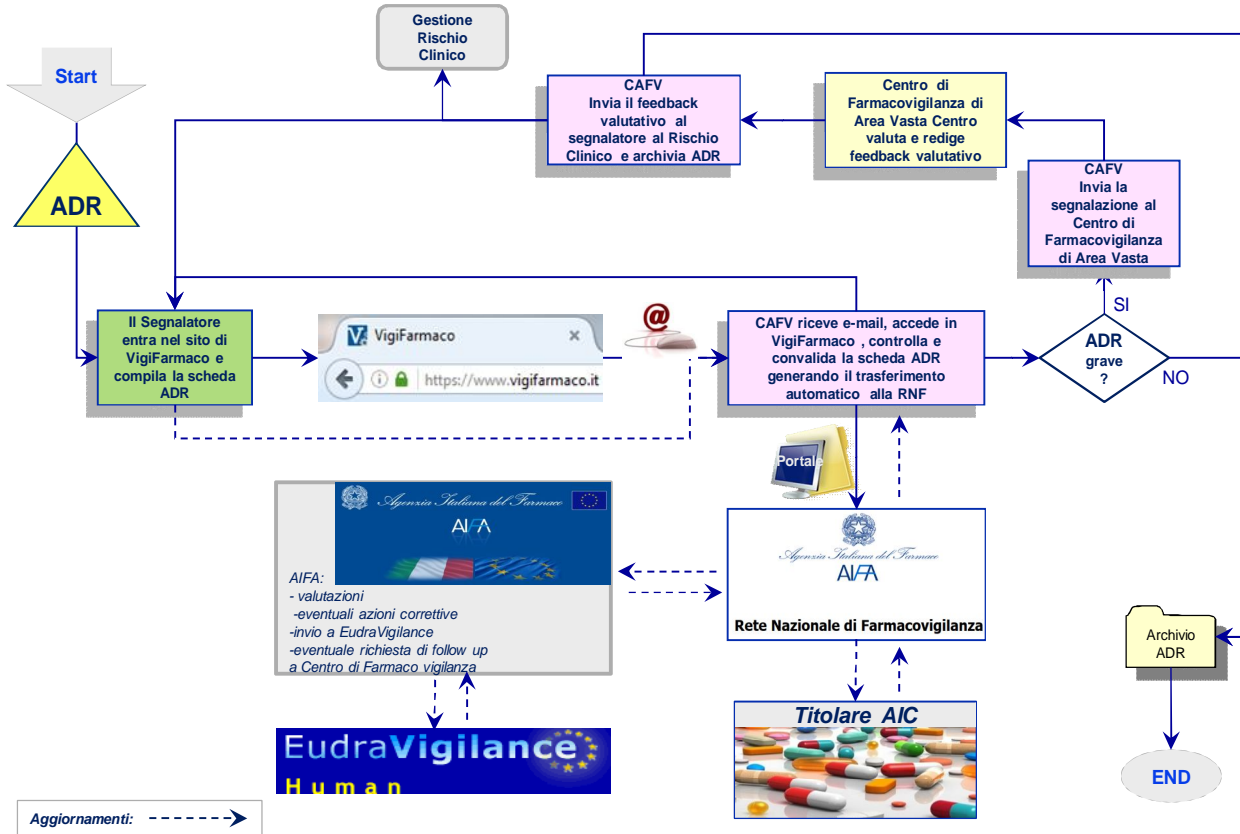 Gestione
Rischio
Clinico
Start
CAFV
Invia il feedback
valutativo al
segnalatore al Rischio
Clinico e archivia ADR
Centro di
Farmacovigilanza di
Area Vasta Centro
valuta e redige
feedback valutativo
CAFV
Invia la
segnalazione al
Centro di
Farmacovigilanza
di Area Vasta
ADR
SI
Il Segnalatore
entra nel sito di
VigiFarmaco e
compila la scheda
ADR
VigiFarmaco
https://www.vigifarmaco.it
@
CAFV riceve e-mail, accede in
VigiFarmaco , controlla e
convalida la scheda ADR
generando il trasferimento
automatico alla RNF
ADR
grave
?
NO
Portale
Agenzia Italiana del Farmaco
AIFA
AIFA:
- valutazioni
-eventuali azioni correttive
-invio a EudraVigilance
-eventuale richiesta di follow up
a Centro di Farmaco vigilanza
Agenzia Italiana del Farmaco
AIFA
Rete Nazionale di Farmacovigilanza
Archivio
ADR
EudraVigilance
Human
Titolare AIC
END
Aggiornamenti: